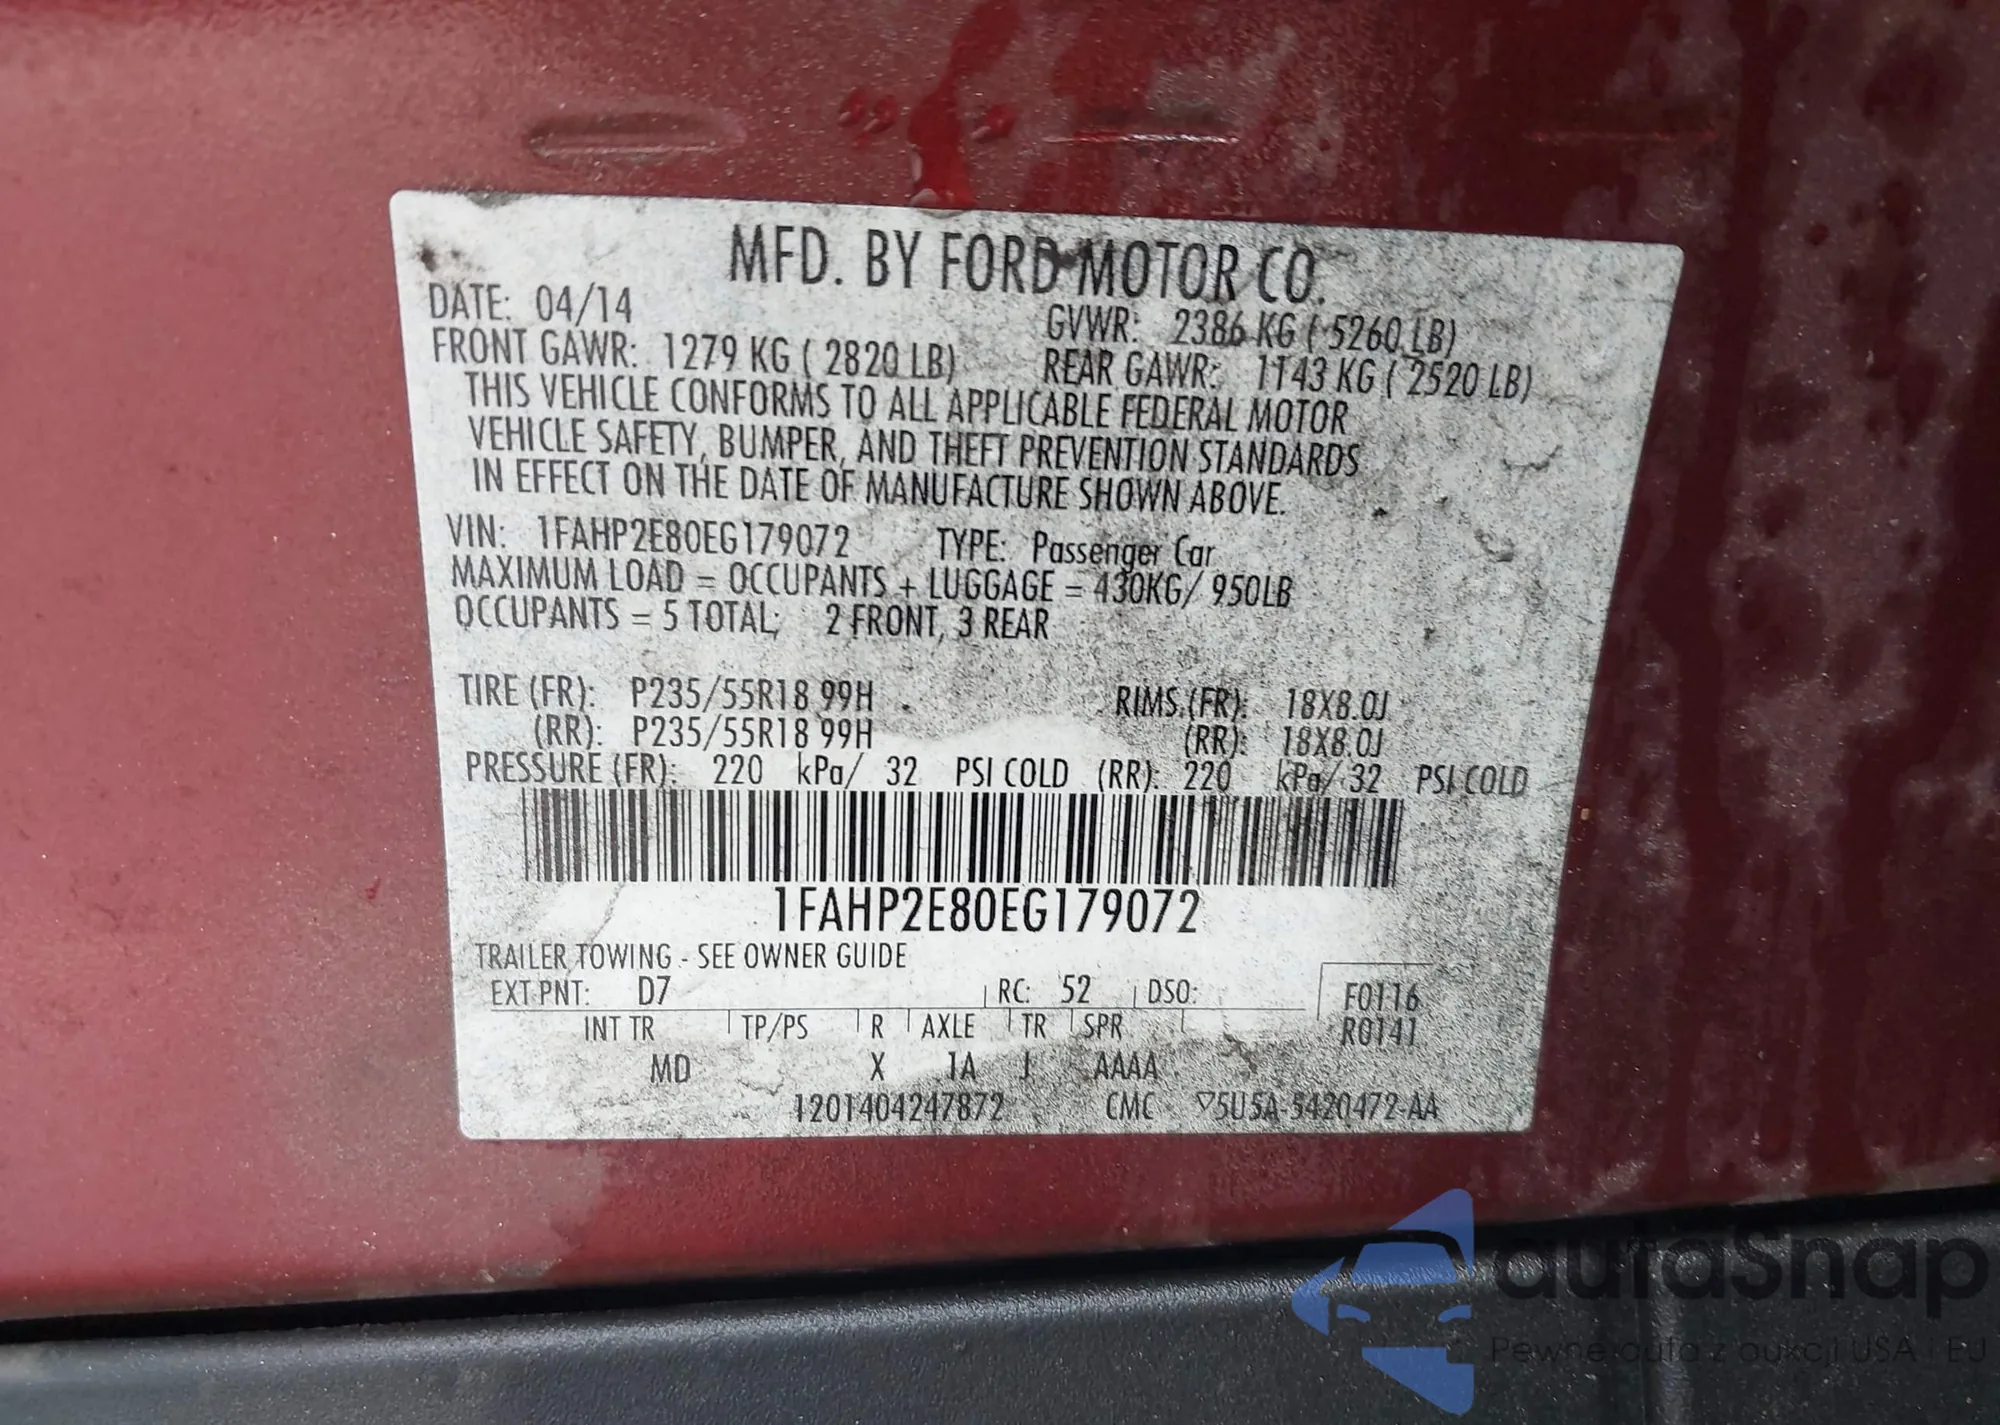 MFD. BY FORD MOTOR CO.
DATE: 04/14
GVWR: 2386 KG ( 5260 LB)
FRONT GAWR: 1279 KG ( 2820 LB)
REAR GAWR: 1143 KG ( 2520 LB)
THIS VEHICLE CONFORMS TO ALL APPLICABLE FEDERAL MOTOR
VEHICLE SAFETY, BUMPER, AND THEFT PREVENTION STANDARDS
IN EFFECT ON THE DATE OF MANUFACTURE SHOWN ABOVE.
VIN: 1FAHP2E80EG179072 TYPE: Passenger Car
MAXIMUM LOAD = OCCUPANTS + LUGGAGE = 430KG/ 950LB
OCCUPANTS = 5 TOTAL; 2 FRONT, 3 REAR
TIRE (FR): P235/55R18 99H RIMS (FR): 18X8.0J
(RR): P235/55R18 99H (RR): 18X8.0J
PRESSURE (FR): 220 kPa/ 32 PSI COLD (RR): 220 kPa/ 32 PSI COLD
1FAHP2E80EG179072
TRAILER TOWING - SEE OWNER GUIDE
EXT PNT: D7 RC: 52 DSO: F0116
INT TR TP/PS R AXLE TR SPR R0141
MD X 1A J AAAA
1201404247872 CMC ▽5U5A-5420472-AA
autaSnap
Pewne auta z aukcji USA i EJ